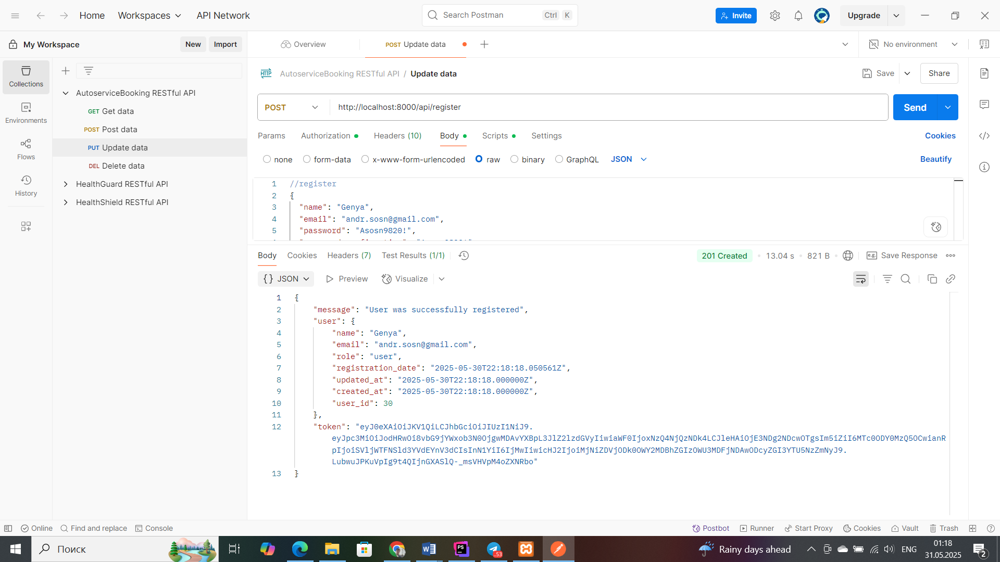 Home
Workspaces
API Network
Search Postman
Ctrl
K
Invite
Upgrade
My Workspace
New
Import
Overview
POST Update data
No environment
Collections
Environments
Flows
History
AutoserviceBooking RESTful API
GET Get data
POST Post data
PUT Update data
DEL Delete data
HealthGuard RESTful API
HealthShield RESTful API
HTTP
AutoserviceBooking RESTful API / Update data
Save
Share
POST
http://localhost:8000/api/register
Send
Params
Authorization
Headers (10)
Body
Scripts
Settings
Cookies
none
form-data
x-www-form-urlencoded
raw
binary
GraphQL
JSON
Beautify
1 //register
2 {
3 "name": "Genya",
4 "email": "andr.sosn@gmail.com",
5 "password": "Asosn9820!",
Body
Cookies
Headers (7)
Test Results (1/1)
201 Created
13.04 s
821 B
e.g.
Save Response
{} JSON
Preview
Visualize
1 {
2 "message": "User was successfully registered",
3 "user": {
4 "name": "Genya",
5 "email": "andr.sosn@gmail.com",
6 "role": "user",
7 "registration_date": "2025-05-30T22:18:18.050561Z",
8 "updated_at": "2025-05-30T22:18:18.000000Z",
9 "created_at": "2025-05-30T22:18:18.000000Z",
10 "user_id": 30
11 },
12 "token": "eyJ0eXAiOiJKV1QiLCJhbGciOiJIUzI1NiJ9.
eyJpc3MiOiJodHRwOi8vbG9jYWxob3N0OjgwMDAvYXBpL3JlZ2lzdGVyIiwiaWF0IjoxNzQ4NjQzNDk4LCJleHAiOjE3NDg2NDcwOTgsIm5iZiI6MTc0ODY0MzQ5OCwianR
pIjoiSVljWTFNSld3YVdEYnV3dCIsInN1YiI6IjMwIiwicHJ2IjoiMjNiZDVjODk0OWY2MDBhZGIzOWU3MDFjNDAwODcyZGI3YTU5NzZmNyJ9.
LubwuJPKuVpIg9t4QIjnGXASlQ-_msVHVpM4oZXNRbo"
13 }
Online
Find and replace
Console
Postbot
Runner
Start Proxy
Cookies
Vault
Trash
Поиск
PS
53
Rainy days ahead
ENG
01:18
31.05.2025
2